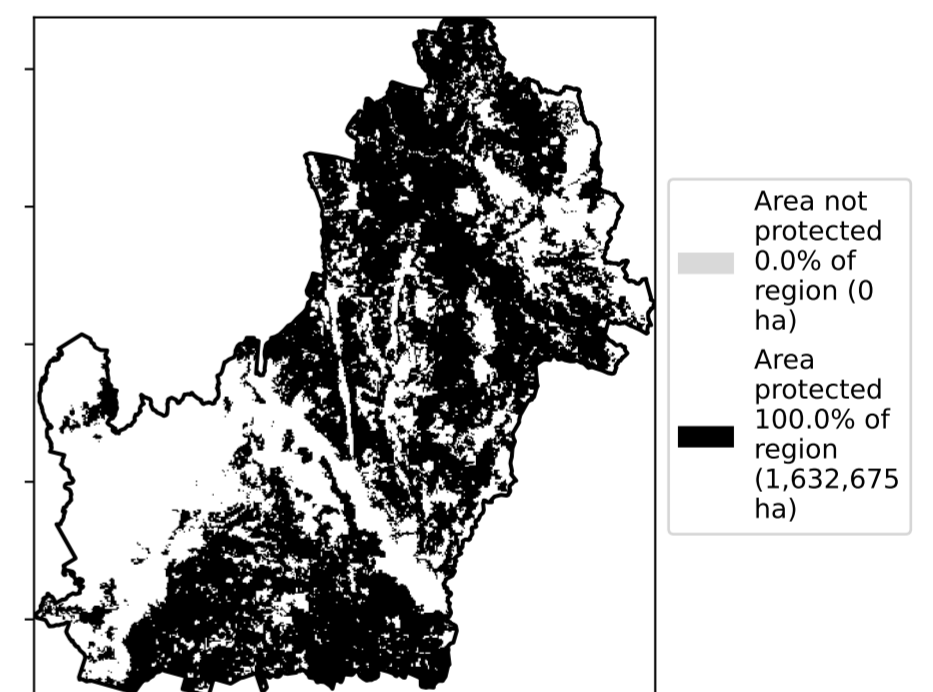 Area not
protected
0.0% of
region (0
ha)
Area
protected
100.0% of
region
(1,632,675
ha)